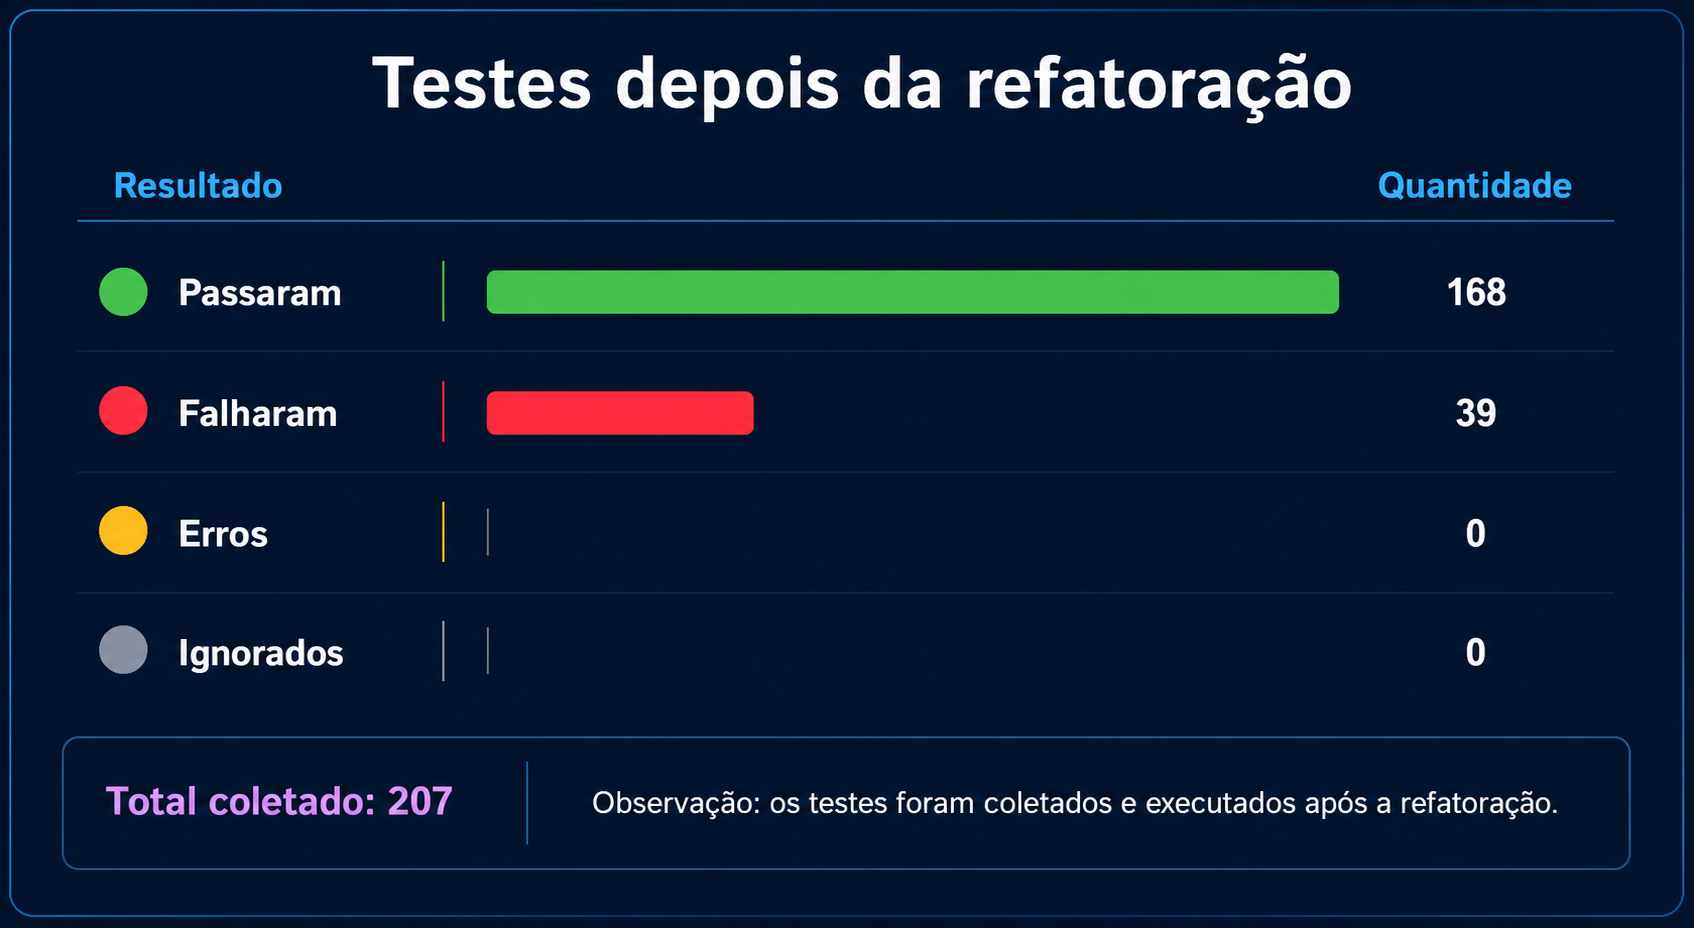 Testes depois da refatoração
Resultado Quantidade
Passaram 168
Falharam 39
Erros 0
Ignorados 0
Total coletado: 207
Observação: os testes foram coletados e executados após a refatoração.